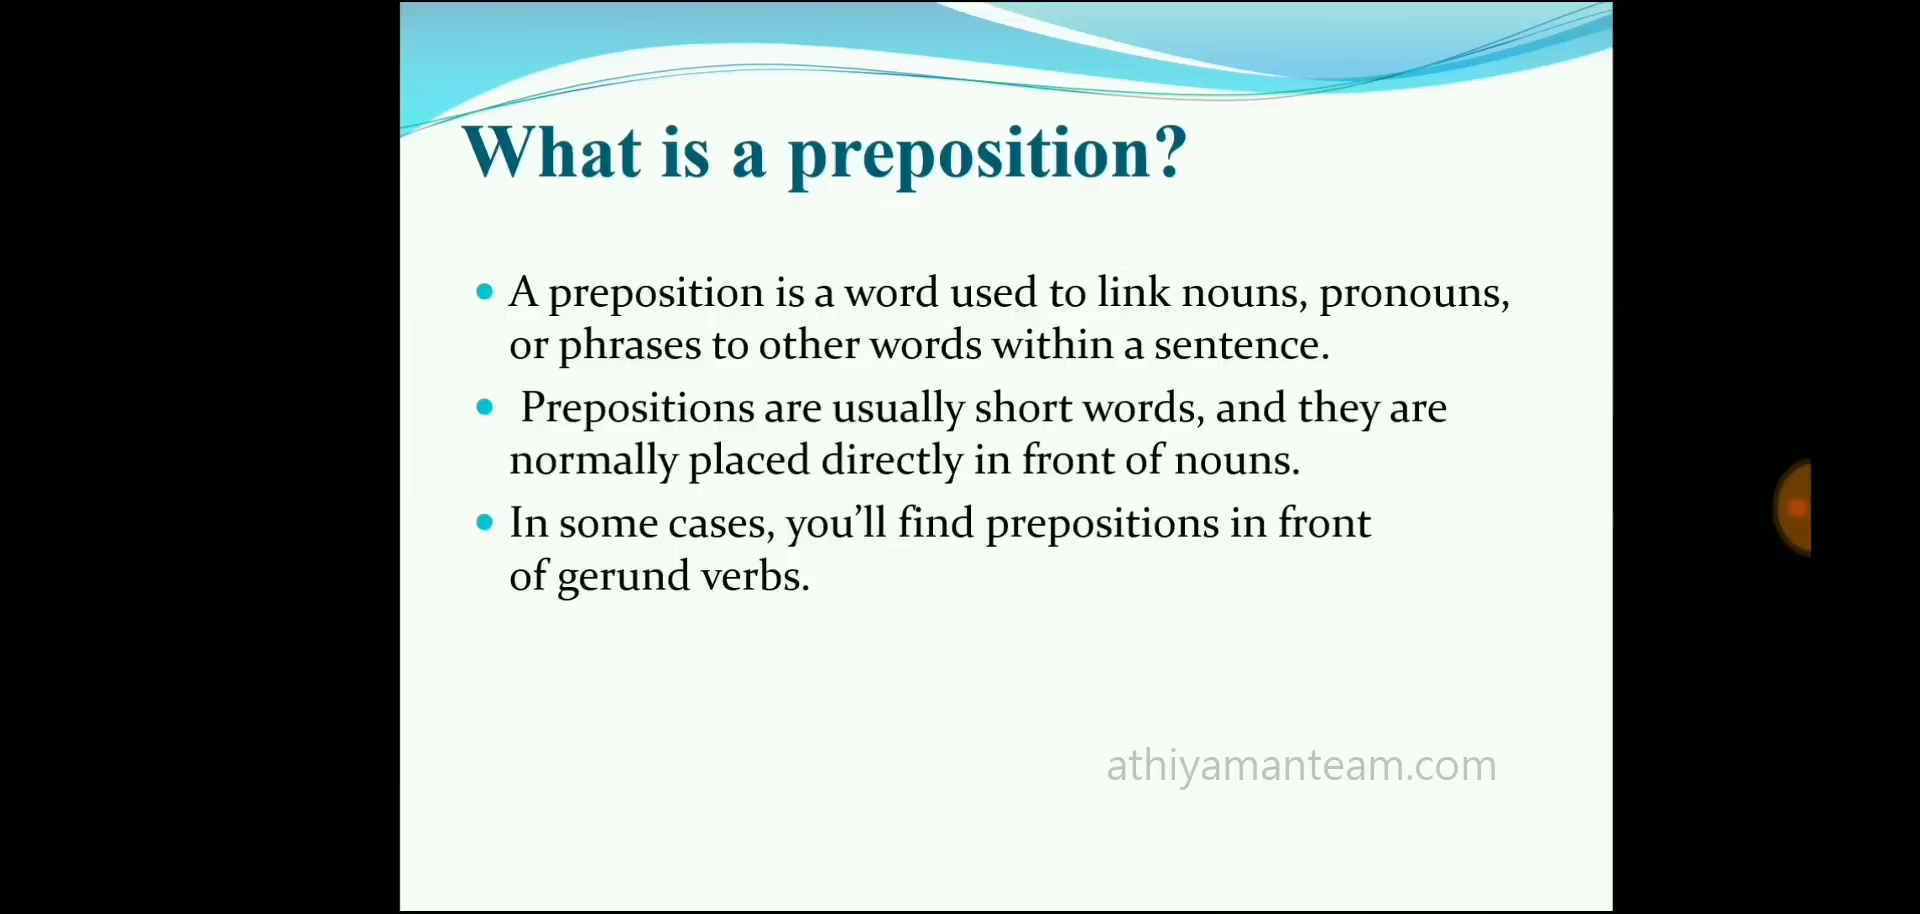 What is a preposition?
• A preposition is a word used to link nouns, pronouns,
or phrases to other words within a sentence.
• Prepositions are usually short words, and they are
normally placed directly in front of nouns.
• In some cases, you’ll find prepositions in front
of gerund verbs.
athiyamanteam.com